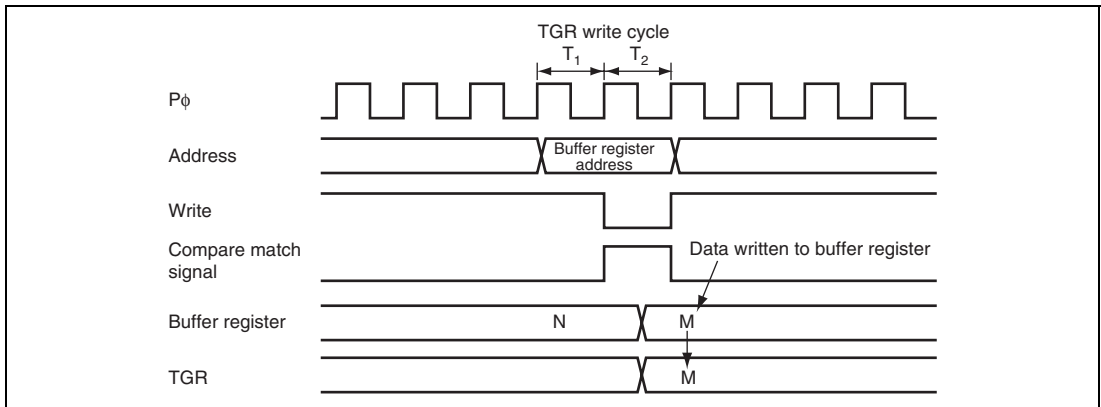 TGR write cycle
T1 T2
Pϕ
Address
Buffer register
address
Write
Compare match
signal
Data written to buffer register
Buffer register
N
M
TGR
M